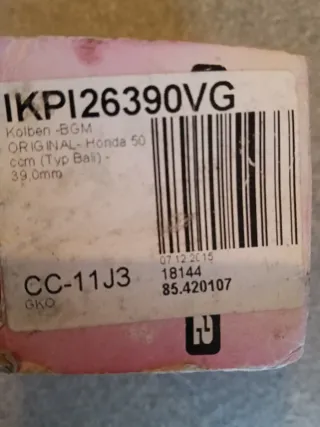 IKPI26390VG
Kolben -BGM
ORIGINAL- Honda 50
ccm (Typ Bali) -
39,0mm
07.12.2015
18144
85.420107
CC-11J3
GKO